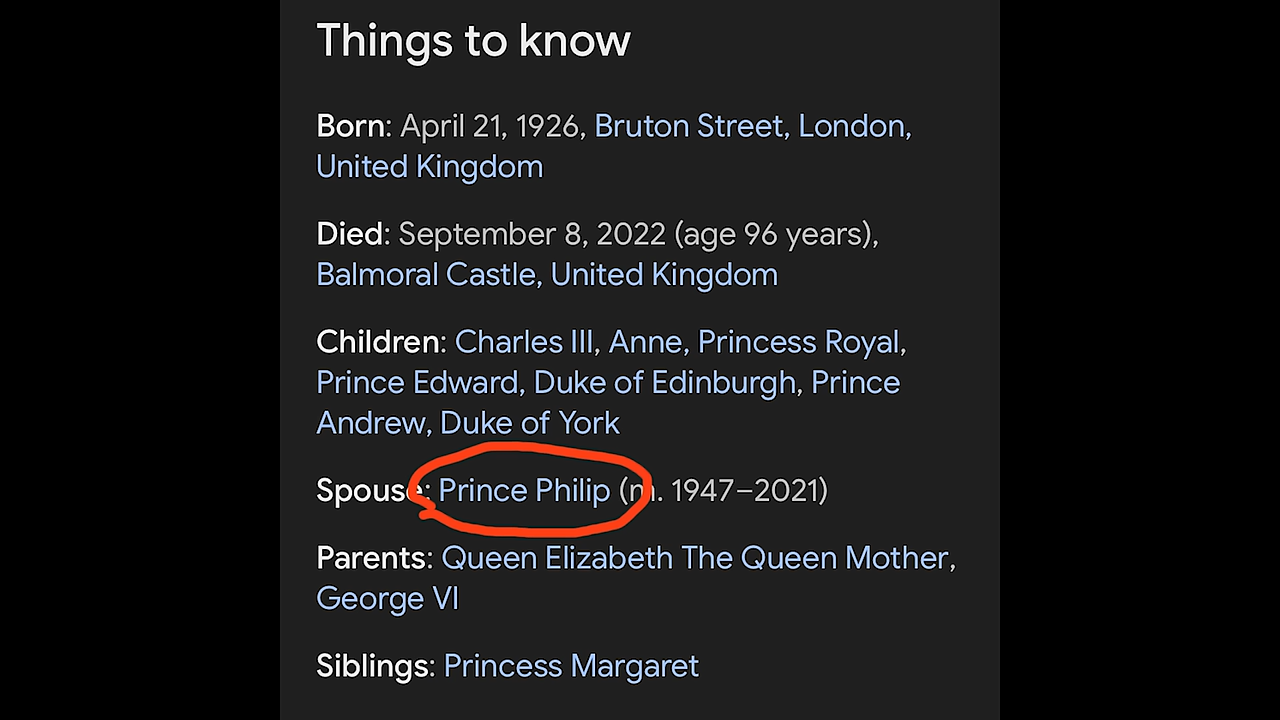 Things to know
Born: April 21, 1926, Bruton Street, London,
United Kingdom
Died: September 8, 2022 (age 96 years),
Balmoral Castle, United Kingdom
Children: Charles III, Anne, Princess Royal,
Prince Edward, Duke of Edinburgh, Prince
Andrew, Duke of York
Spouse: Prince Philip (m. 1947–2021)
Parents: Queen Elizabeth The Queen Mother,
George VI
Siblings: Princess Margaret